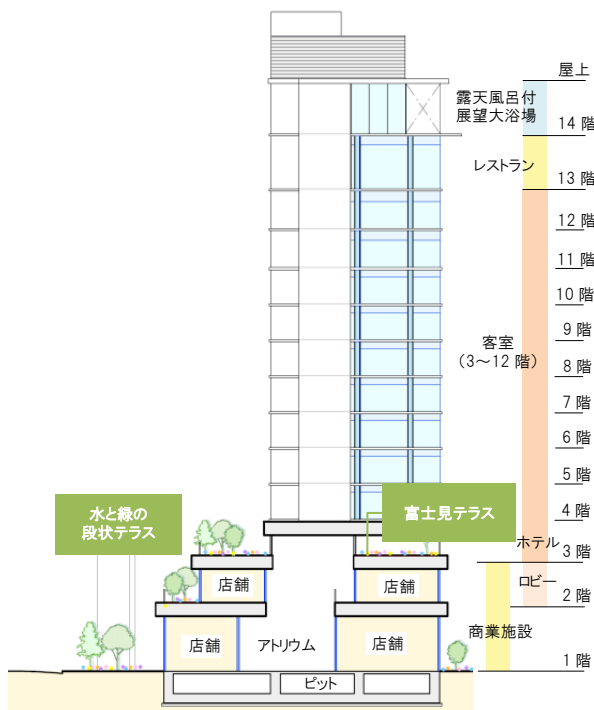 屋上
露天風呂付
展望大浴場
14 階
レストラン
13 階
12 階
11 階
10 階
9 階
客室
（3～12 階）
8 階
7 階
6 階
5 階
水と緑の
段状テラス
富士見テラス
4 階
ホテル
3 階
店舗
店舗
ロビー
2 階
商業施設
店舗
アトリウム
店舗
1 階
ピット